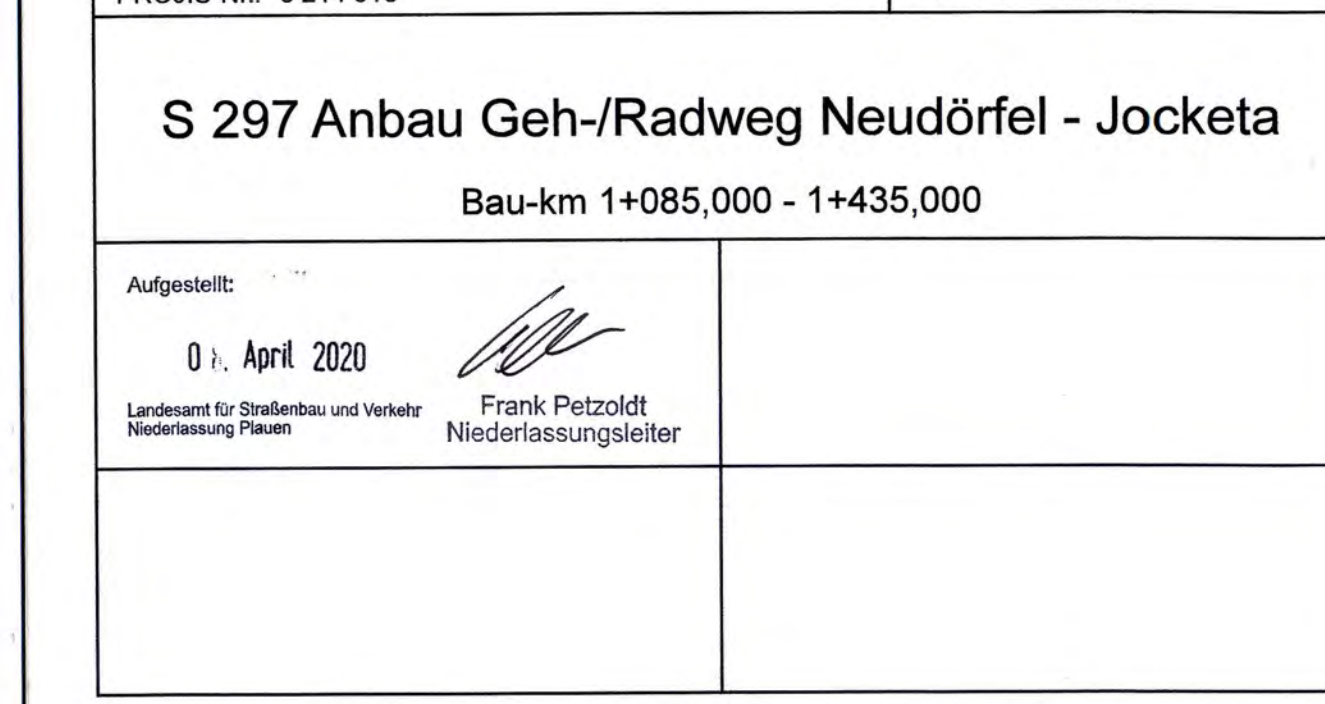 S 297 Anbau Geh-/Radweg Neudörfel - Jocketa
Bau-km 1+085,000 - 1+435,000
Aufgestellt:
April 2020
Landesamt für Straßenbau und Verkehr
Niederlassung Plauen
Frank Petzoldt
Niederlassungsleiter